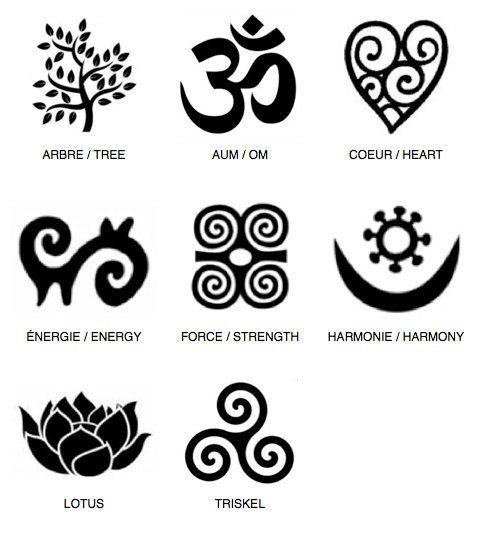 ARBRE / TREE
AUM / OM
COEUR / HEART
ÉNERGIE / ENERGY
FORCE / STRENGTH
HARMONIE / HARMONY
LOTUS
TRISKEL